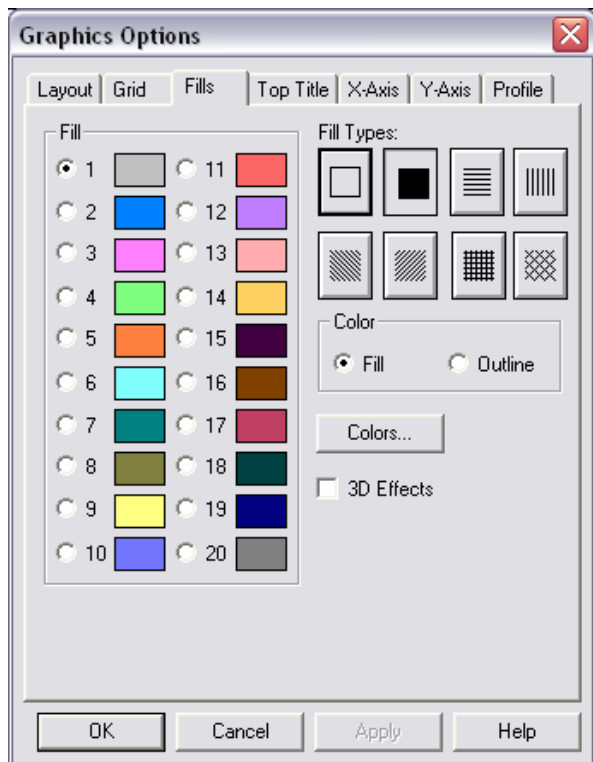 Graphics Options
Layout Grid Fills Top Title X-Axis Y-Axis Profile
Fill
1 11
2 12
3 13
4 14
5 15
6 16
7 17
8 18
9 19
10 20
Fill Types:
Color
Fill Outline
Colors...
3D Effects
OK Cancel Apply Help